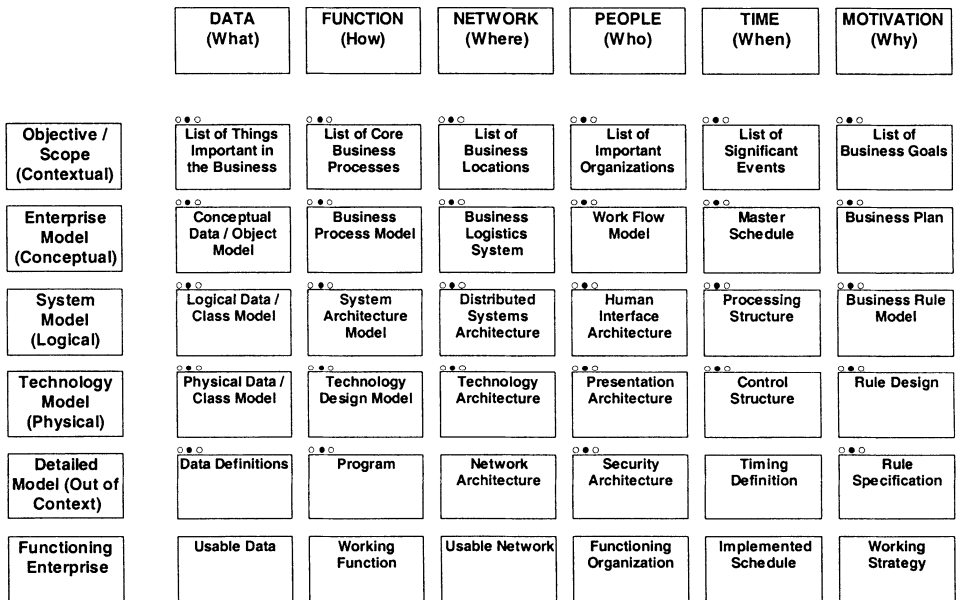 DATA
(What)
FUNCTION
(How)
NETWORK
(Where)
PEOPLE
(Who)
TIME
(When)
MOTIVATION
(Why)
Objective /
Scope
(Contextual)
List of Things
Important in
the Business
List of Core
Business
Processes
List of
Business
Locations
List of
Important
Organizations
List of
Significant
Events
List of
Business Goals
Enterprise
Model
(Conceptual)
Conceptual
Data / Object
Model
Business
Process Model
Business
Logistics
System
Work Flow
Model
Master
Schedule
Business Plan
System
Model
(Logical)
Logical Data /
Class Model
System
Architecture
Model
Distributed
Systems
Architecture
Human
Interface
Architecture
Processing
Structure
Business Rule
Model
Technology
Model
(Physical)
Physical Data /
Class Model
Technology
Design Model
Technology
Architecture
Presentation
Architecture
Control
Structure
Rule Design
Detailed
Model (Out of
Context)
Data Definitions
Program
Network
Architecture
Security
Architecture
Timing
Definition
Rule
Specification
Functioning
Enterprise
Usable Data
Working
Function
Usable Network
Functioning
Organization
Implemented
Schedule
Working
Strategy